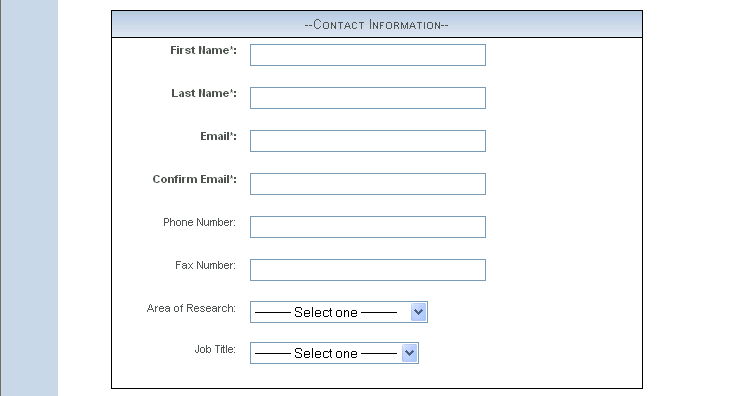 --Contact Information--
First Name*:
Last Name*:
Email*:
Confirm Email*:
Phone Number:
Fax Number:
Area of Research: ——— Select one ———
Job Title: ——— Select one ———